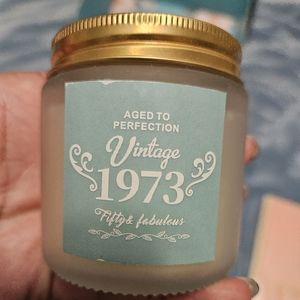 AGED TO
PERFECTION
Vintage
1973
Fifty & fabulous